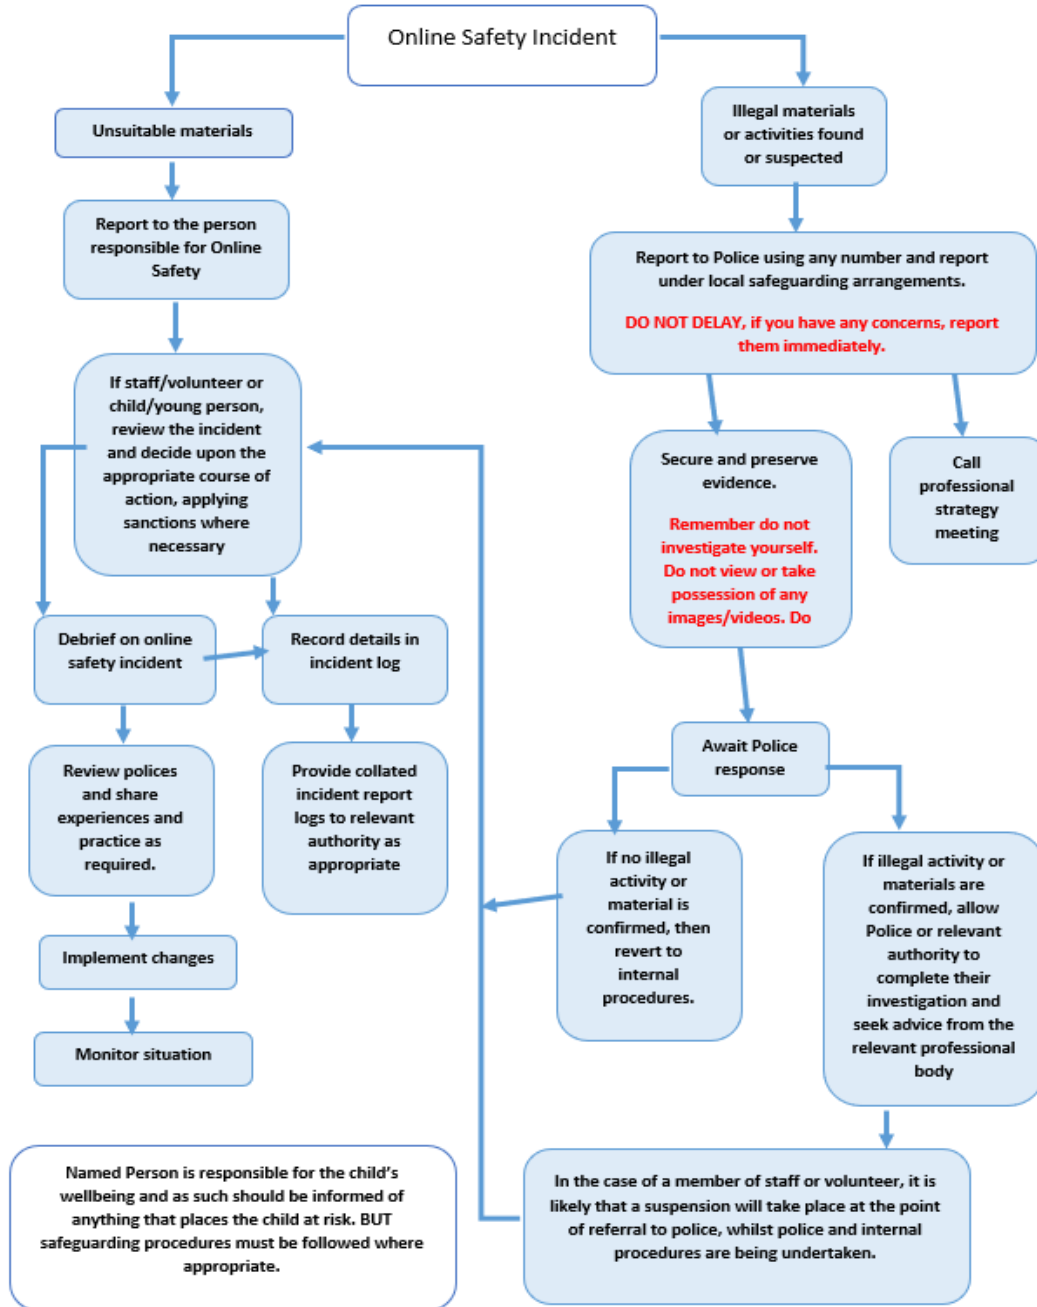 Online Safety Incident
Unsuitable materials
Illegal materials
or activities found
or suspected
Report to the person
responsible for Online
Safety
Report to Police using any number and report
under local safeguarding arrangements.
DO NOT DELAY, if you have any concerns, report
them immediately.
If staff/volunteer or
child/young person,
review the incident
and decide upon the
appropriate course of
action, applying
sanctions where
necessary
Secure and preserve
evidence.
Remember do not
investigate yourself.
Do not view or take
possession of any
images/videos. Do
Call
professional
strategy
meeting
Debrief on online
safety incident
Record details in
incident log
Review polices
and share
experiences and
practice as
required.
Provide collated
incident report
logs to relevant
authority as
appropriate
Await Police
response
If no illegal
activity or
material is
confirmed, then
revert to
internal
procedures.
If illegal activity or
materials are
confirmed, allow
Police or relevant
authority to
complete their
investigation and
seek advice from the
relevant professional
body
Implement changes
Monitor situation
Named Person is responsible for the child's
wellbeing and as such should be informed of
anything that places the child at risk. BUT
safeguarding procedures must be followed where
appropriate.
In the case of a member of staff or volunteer, it is
likely that a suspension will take place at the point
of referral to police, whilst police and internal
procedures are being undertaken.